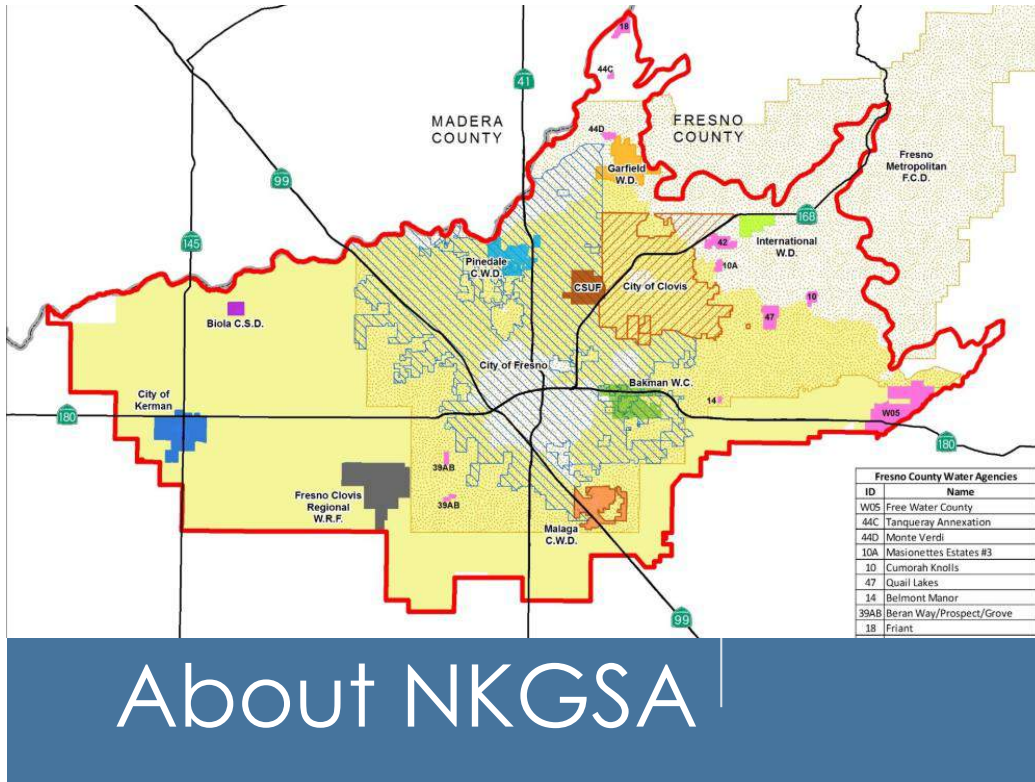 18
44C
41
MADERA
COUNTY
FRESNO
COUNTY
44D
Garfield
W.D.
Fresno
Metropolitan
F.C.D.
99
168
145
42
International
W.D.
Pinedale
C.W.D.
10A
CSUF
City of Clovis
10
47
Biola C.S.D.
City of Fresno
Bakman W.C.
City of
Kerman
14
W05
180
180
39AB
Fresno Clovis
Regional
W.R.F.
39AB
Malaga
C.W.D.
99
Fresno County Water Agencies
ID Name
W05 Free Water County
44C Tanqueray Annexation
44D Monte Verdi
10A Masionettes Estates #3
10 Cumorah Knolls
47 Quail Lakes
14 Belmont Manor
39AB Beran Way/Prospect/Grove
18 Friant
About NKGSA